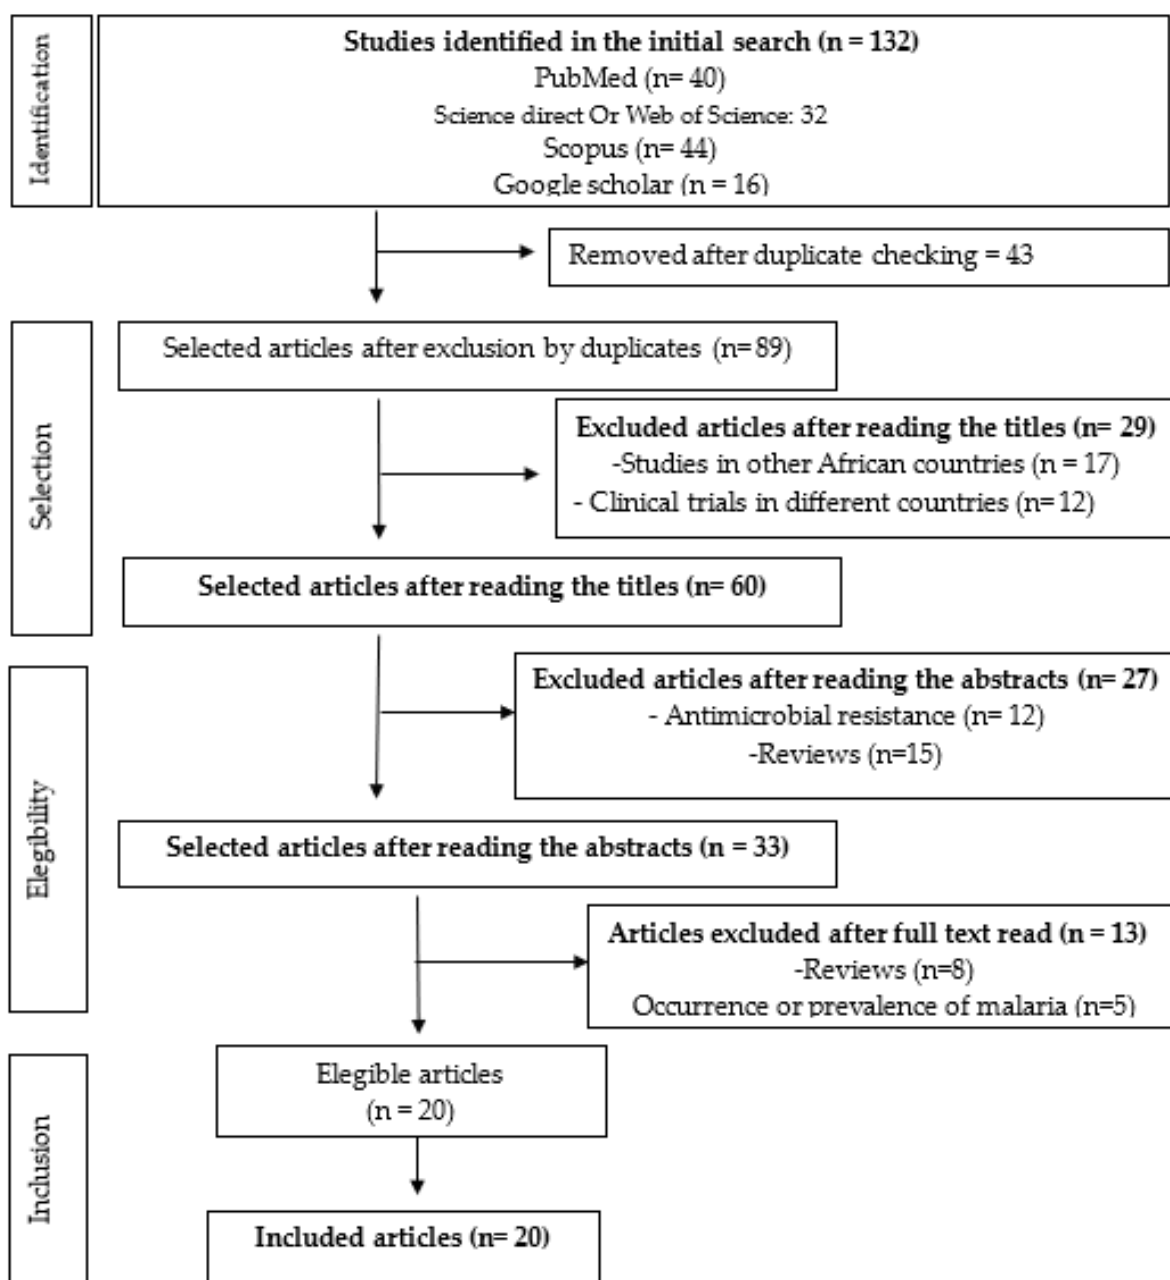 Identification
Studies identified in the initial search (n = 132)
PubMed (n= 40)
Science direct Or Web of Science: 32
Scopus (n= 44)
Google scholar (n = 16)
Removed after duplicate checking = 43
Selection
Selected articles after exclusion by duplicates (n= 89)
Excluded articles after reading the titles (n= 29)
-Studies in other African countries (n = 17)
- Clinical trials in different countries (n= 12)
Selected articles after reading the titles (n= 60)
Elegibility
Excluded articles after reading the abstracts (n= 27)
- Antimicrobial resistance (n= 12)
-Reviews (n=15)
Selected articles after reading the abstracts (n = 33)
Articles excluded after full text read (n = 13)
-Reviews (n=8)
Occurrence or prevalence of malaria (n=5)
Inclusion
Elegible articles
(n = 20)
Included articles (n= 20)